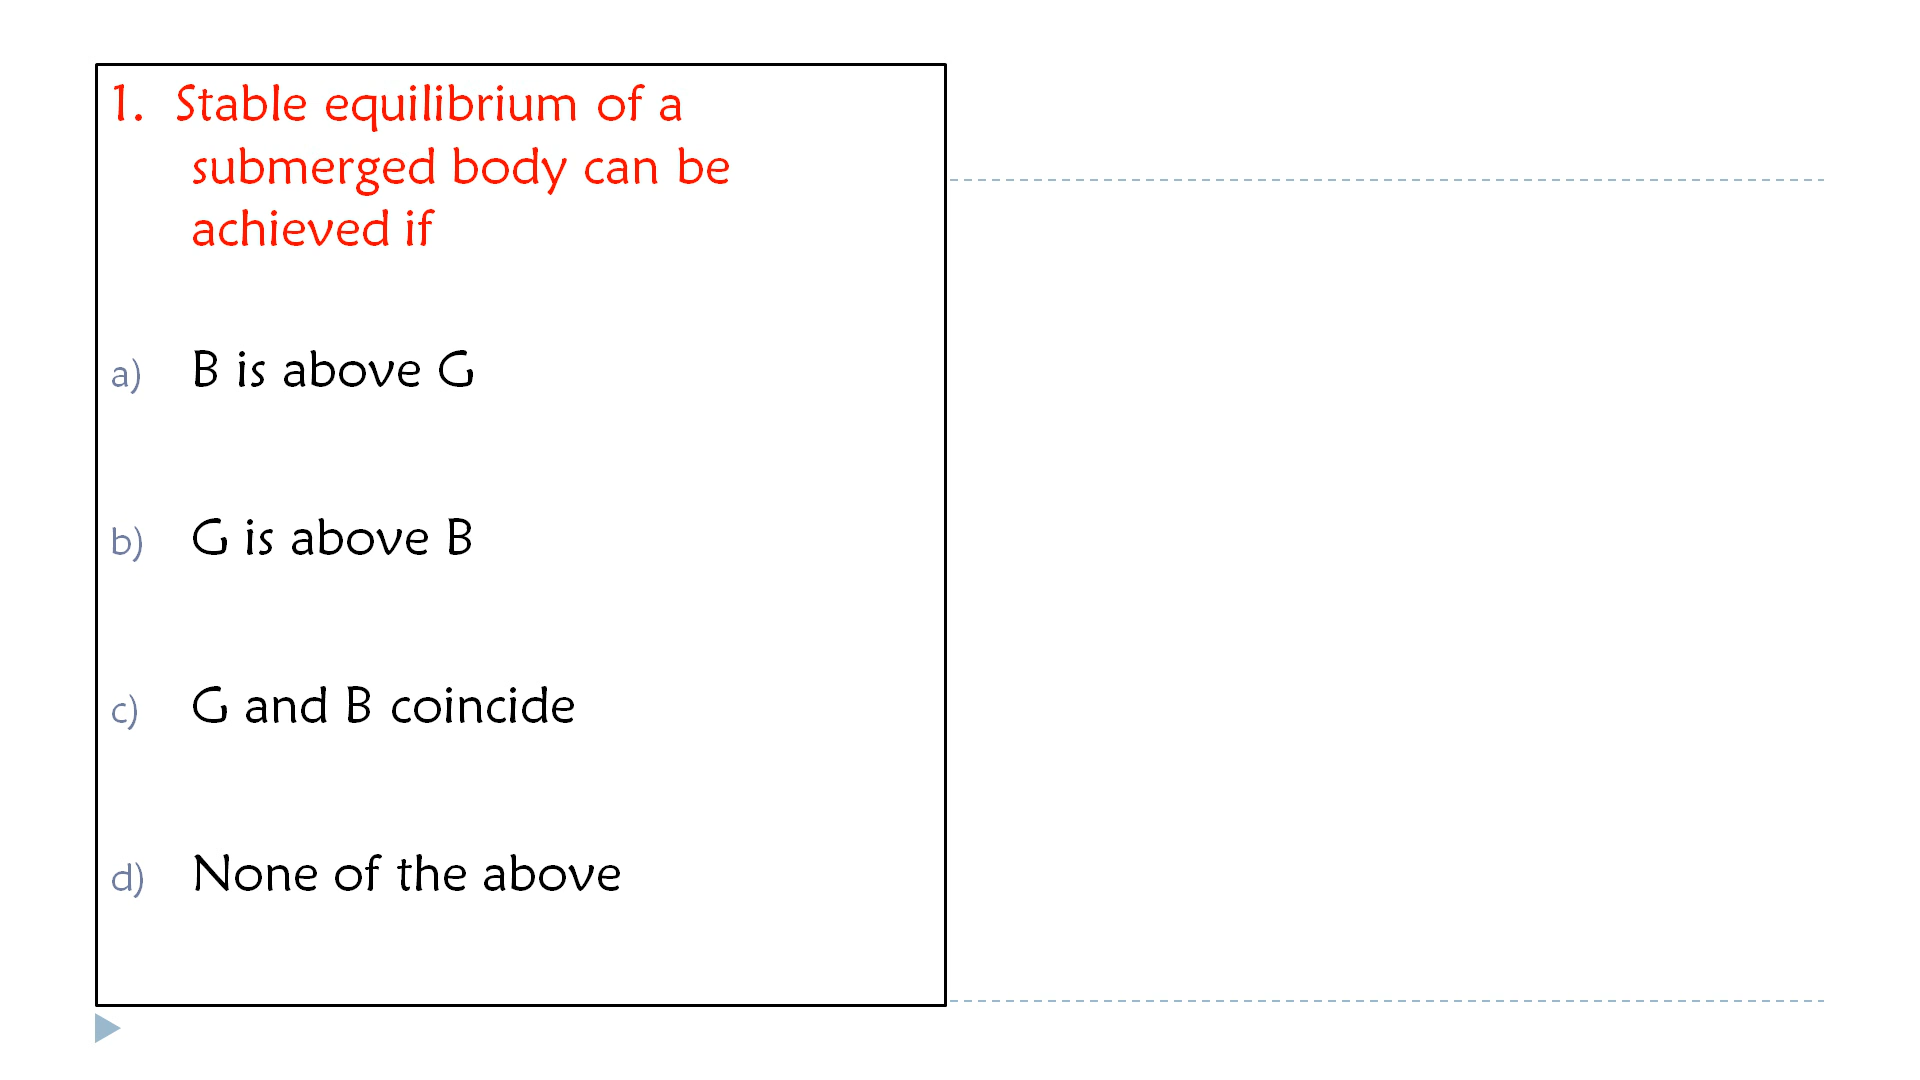 1. Stable equilibrium of a
submerged body can be
achieved if
a) B is above G
b) G is above B
c) G and B coincide
d) None of the above